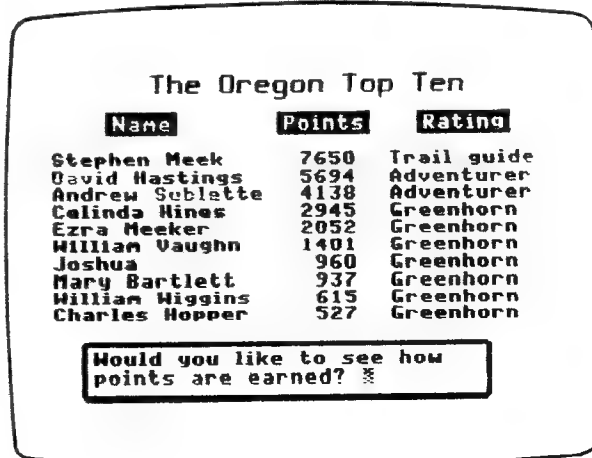 The Oregon Top Ten
Name Points Rating
Stephen Meek 7650 Trail guide
David Hastings 5694 Adventurer
Andrew Sublette 4138 Adventurer
Celinda Hines 2945 Greenhorn
Ezra Meeker 2052 Greenhorn
William Vaughn 1401 Greenhorn
Joshua 960 Greenhorn
Mary Bartlett 937 Greenhorn
William Wiggins 615 Greenhorn
Charles Hopper 527 Greenhorn
Would you like to see how
points are earned?